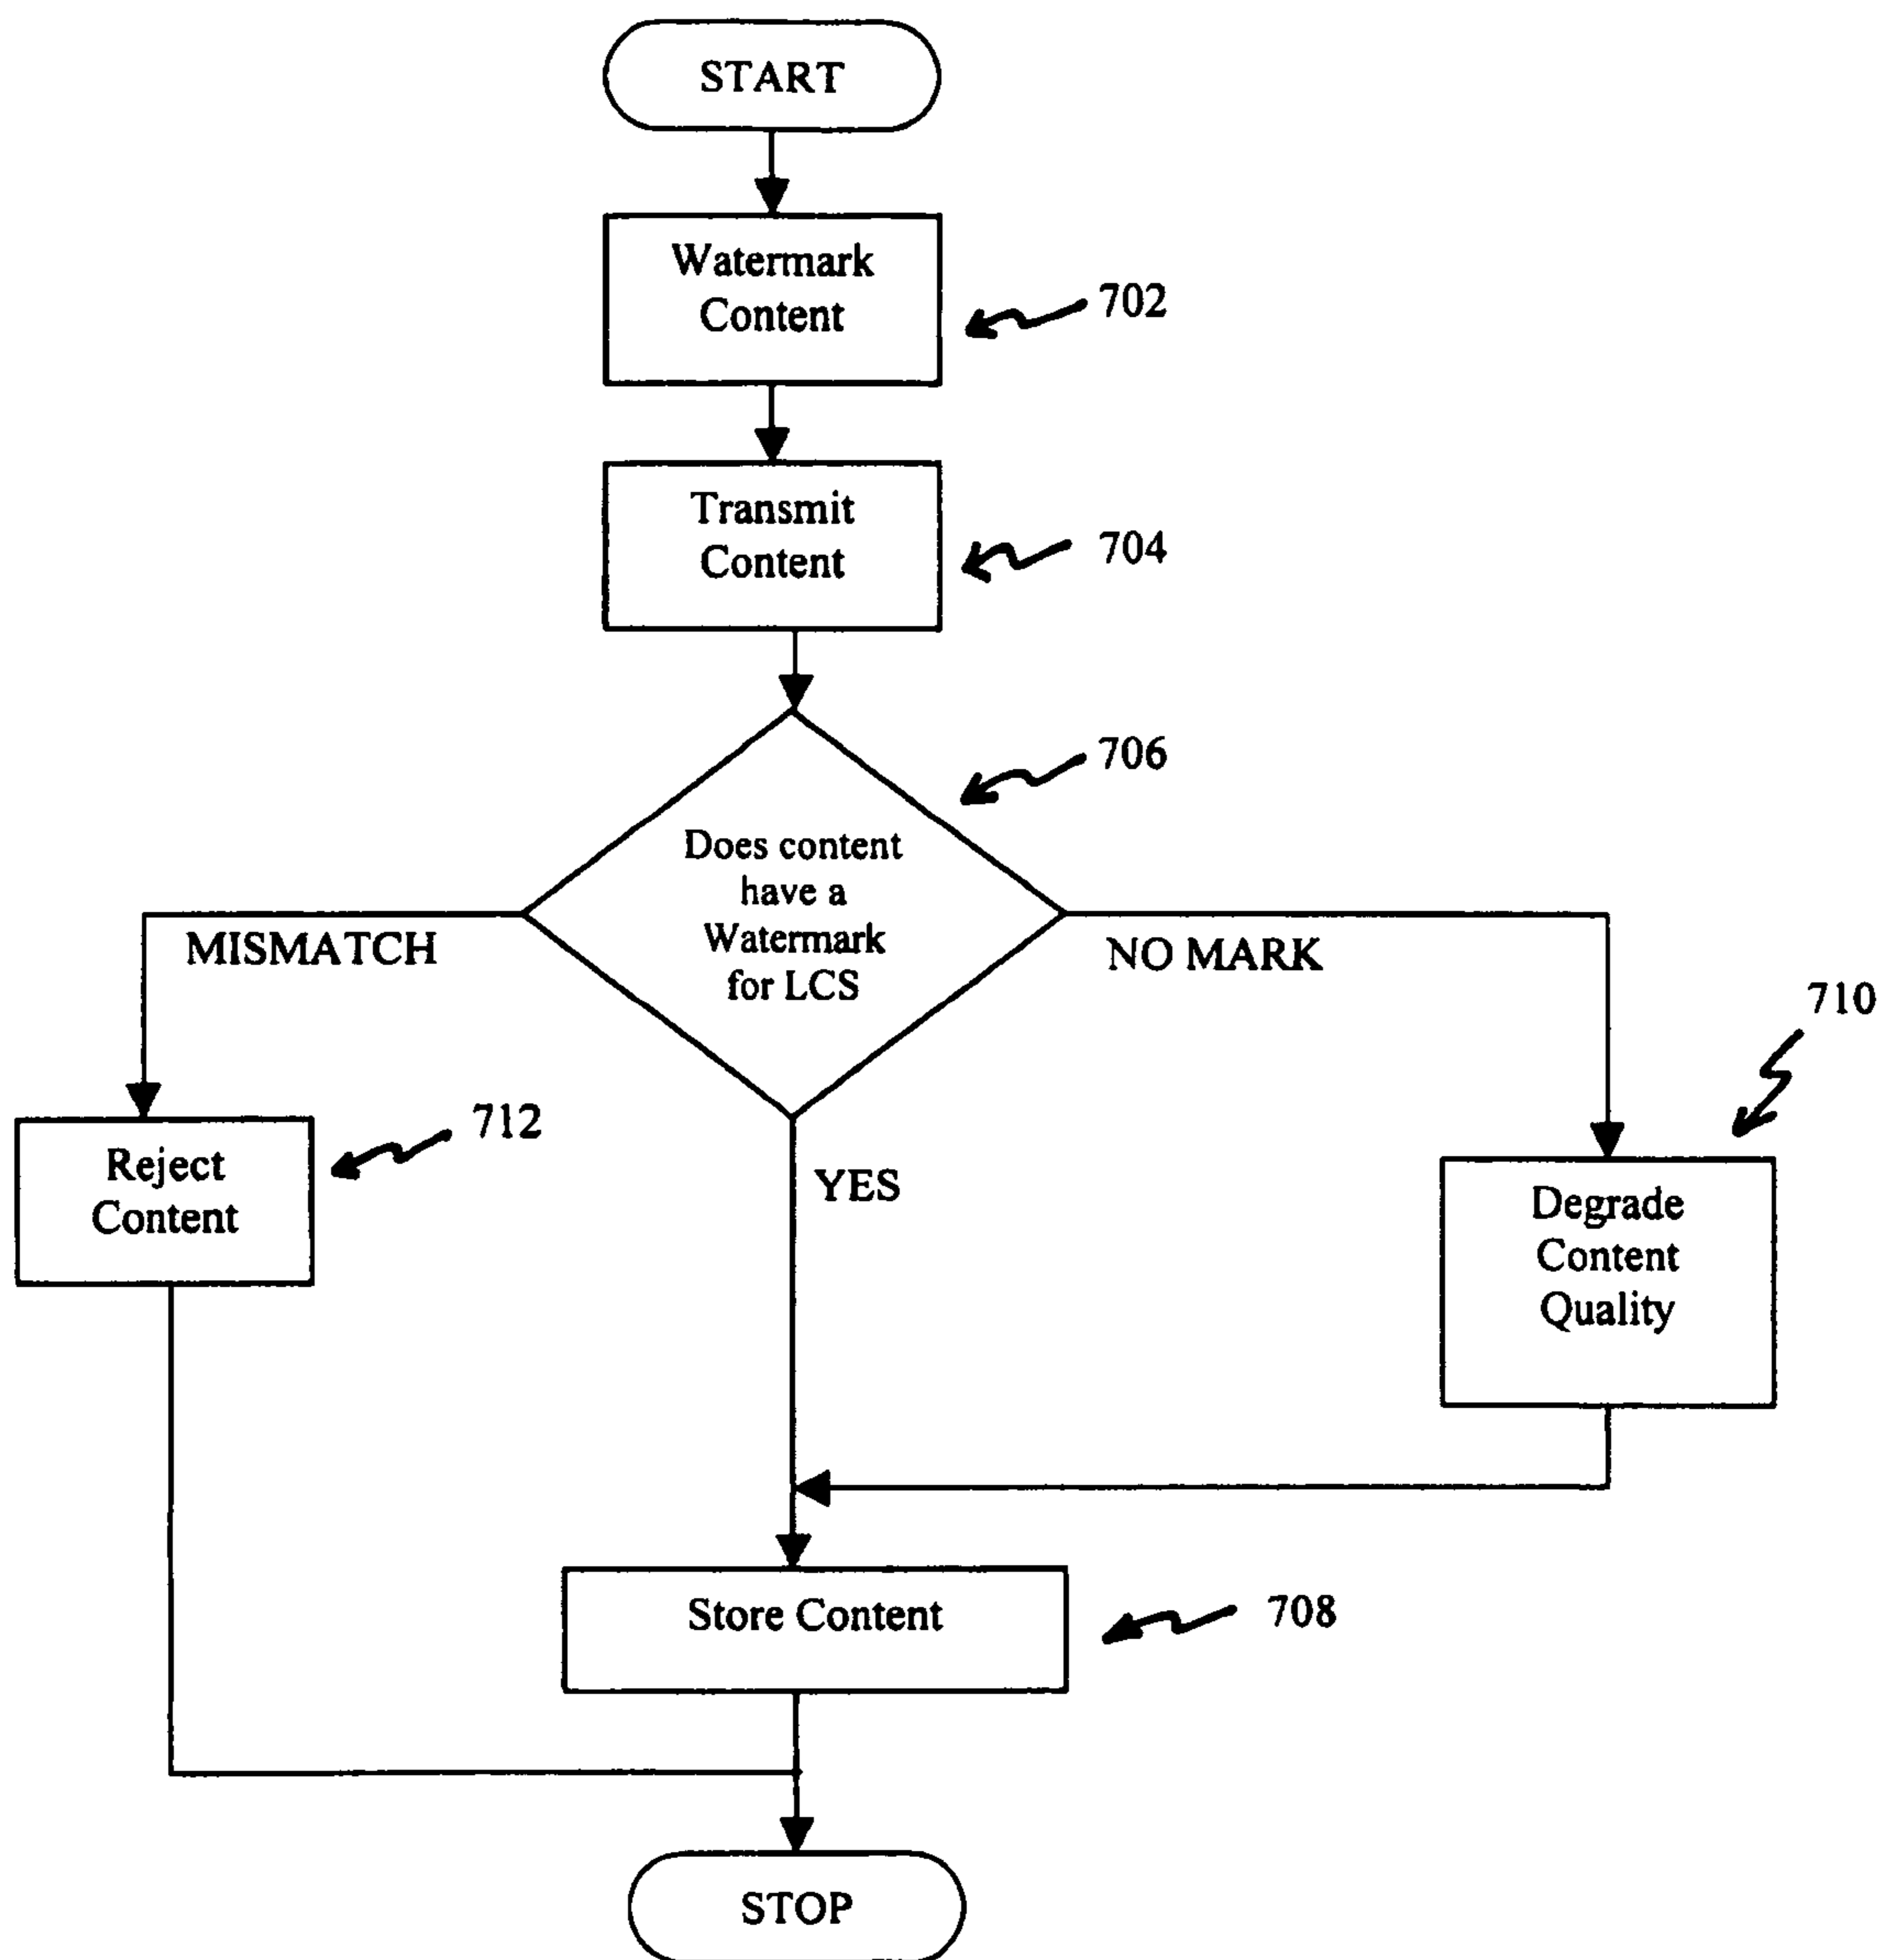 START
Watermark
Content
702
Transmit
Content
704
706
Does content
have a
Watermark
for LCS
MISMATCH
NO MARK
710
712
Reject
Content
YES
Degrade
Content
Quality
Store Content
708
STOP